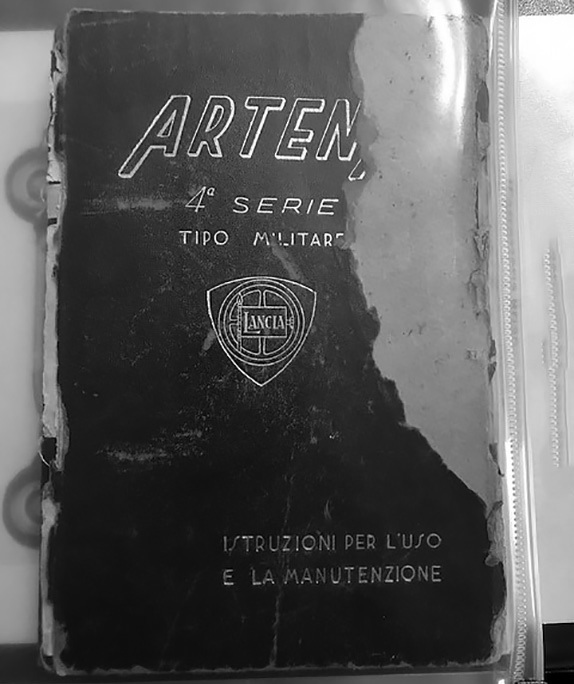 ARTEN
4ª SERIE
TIPO MILITARE
LANCIA
ISTRUZIONI PER L'USO
E LA MANUTENZIONE